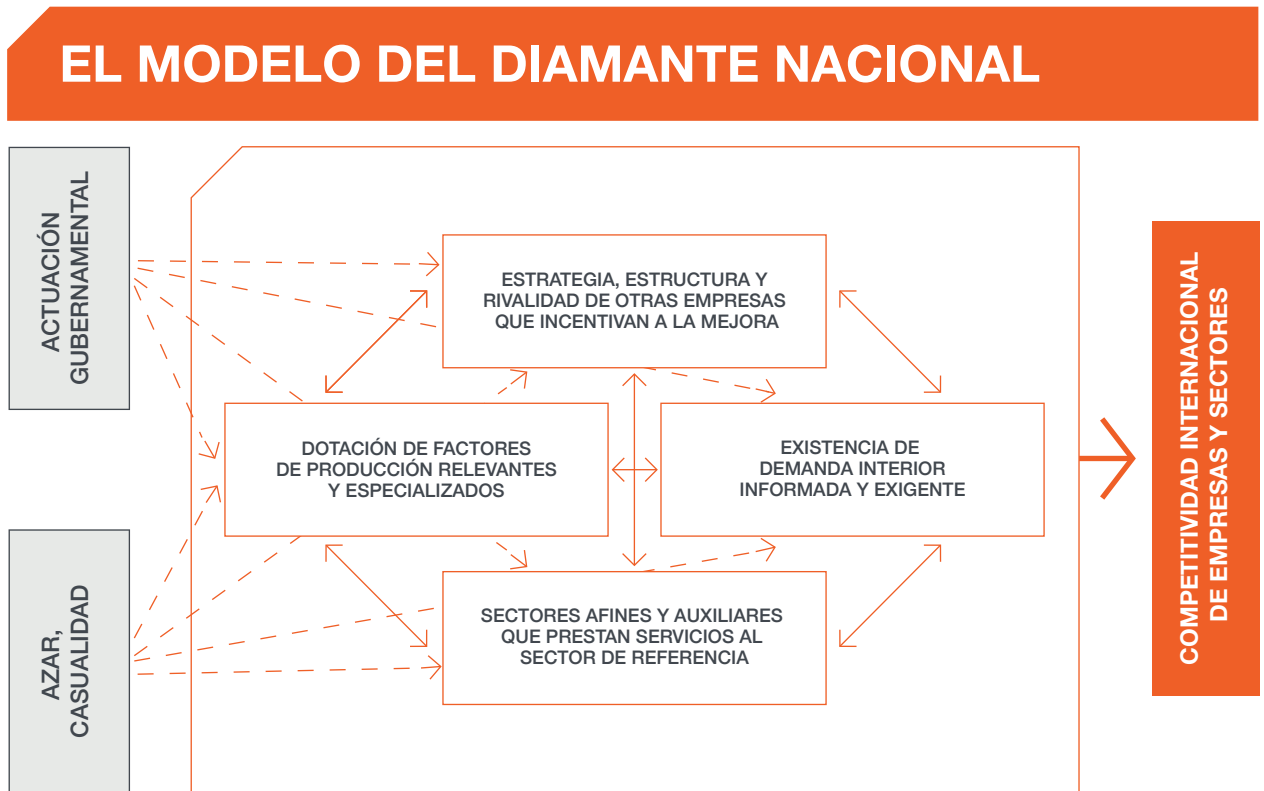 EL MODELO DEL DIAMANTE NACIONAL
ACTUACIÓN
GUBERNAMENTAL
ESTRATEGIA, ESTRUCTURA Y
RIVALIDAD DE OTRAS EMPRESAS
QUE INCENTIVAN A LA MEJORA
DOTACIÓN DE FACTORES
DE PRODUCCIÓN RELEVANTES
Y ESPECIALIZADOS
EXISTENCIA DE
DEMANDA INTERIOR
INFORMADA Y EXIGENTE
SECTORES AFINES Y AUXILIARES
QUE PRESTAN SERVICIOS AL
SECTOR DE REFERENCIA
AZAR,
CASUALIDAD
COMPETITIVIDAD INTERNACIONAL
DE EMPRESAS Y SECTORES